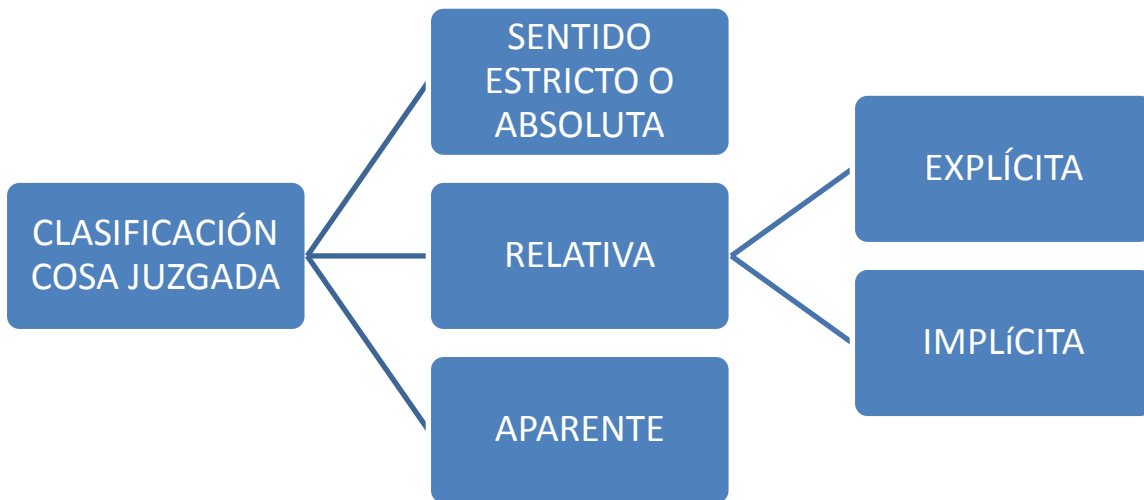 CLASIFICACIÓN
COSA JUZGADA
SENTIDO
ESTRICTO O
ABSOLUTA
RELATIVA
APARENTE
EXPLÍCITA
IMPLíCITA